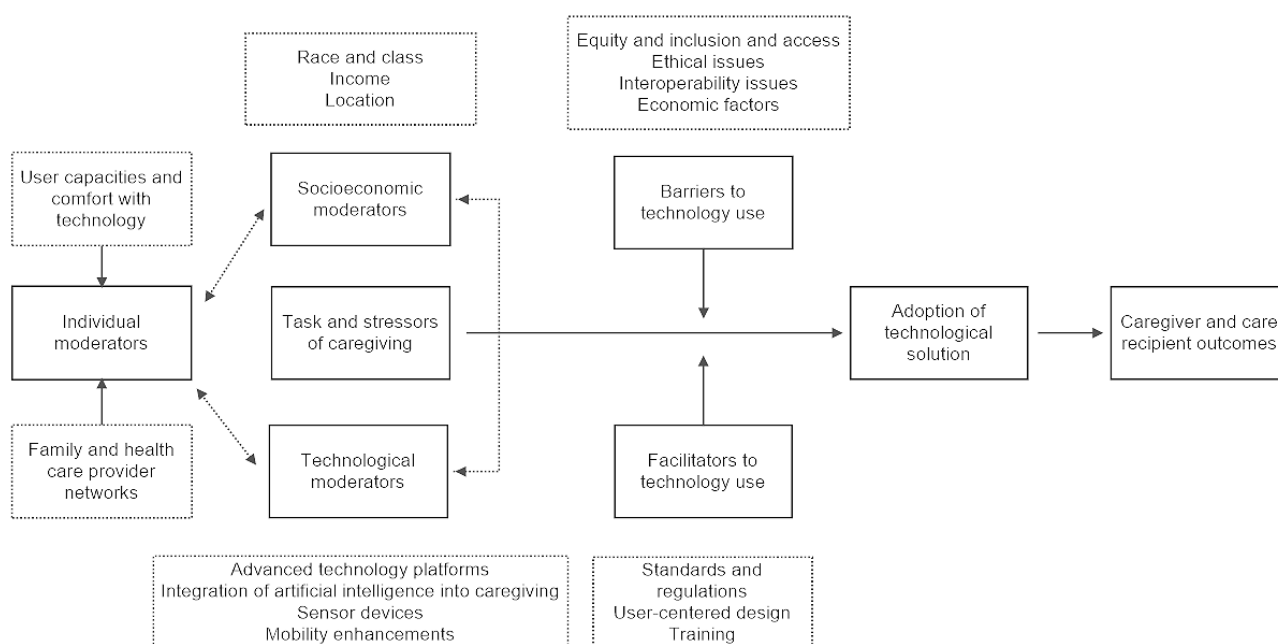 Race and class
Income
Location
Equity and inclusion and access
Ethical issues
Interoperability issues
Economic factors
User capacities and
comfort with
technology
Socioeconomic
moderators
Barriers to
technology use
Individual
moderators
Task and stressors
of caregiving
Adoption of
technological
solution
Caregiver and care
recipient outcomes
Family and health
care provider
networks
Technological
moderators
Facilitators to
technology use
Advanced technology platforms
Integration of artificial intelligence into caregiving
Sensor devices
Mobility enhancements
Standards and
regulations
User-centered design
Training